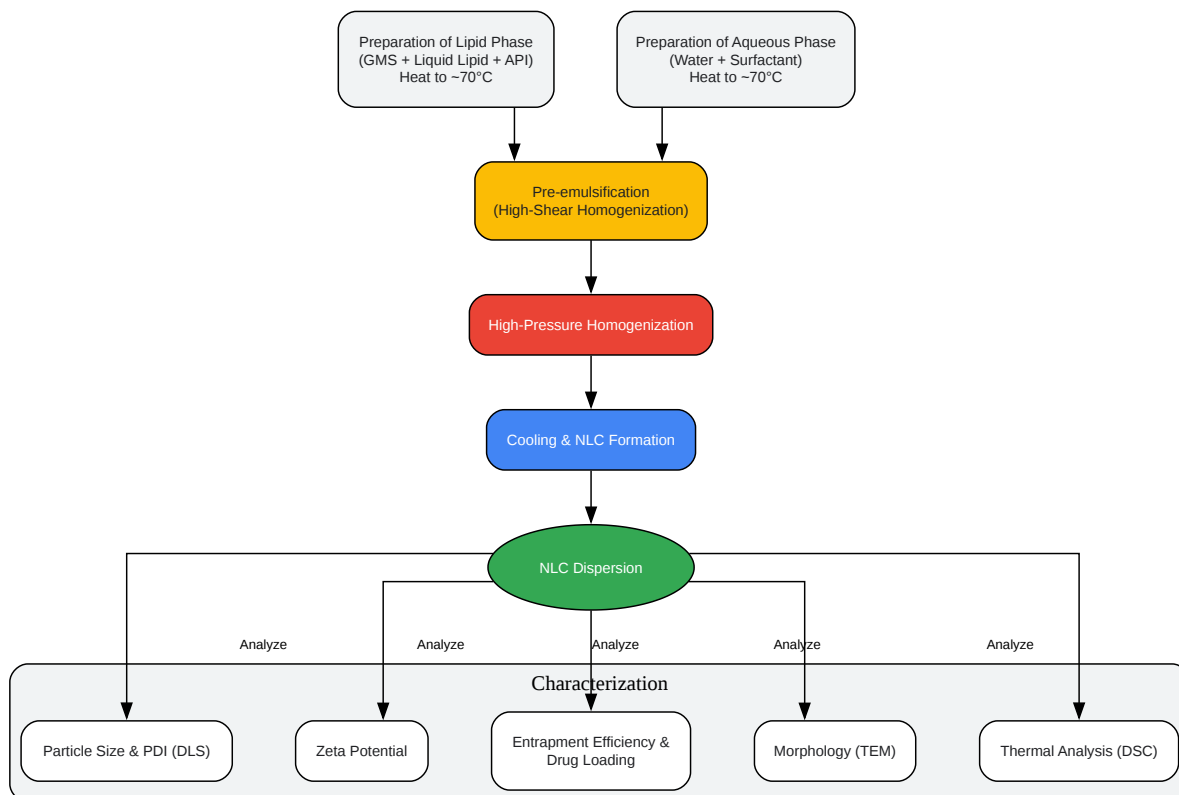 Preparation of Lipid Phase
(GMS + Liquid Lipid + API)
Heat to ~70°C
Preparation of Aqueous Phase
(Water + Surfactant)
Heat to ~70°C
Pre-emulsification
(High-Shear Homogenization)
High-Pressure Homogenization
Cooling & NLC Formation
NLC Dispersion
Analyze
Analyze
Analyze
Analyze
Analyze
Characterization
Particle Size & PDI (DLS)
Zeta Potential
Entrapment Efficiency &
Drug Loading
Morphology (TEM)
Thermal Analysis (DSC)